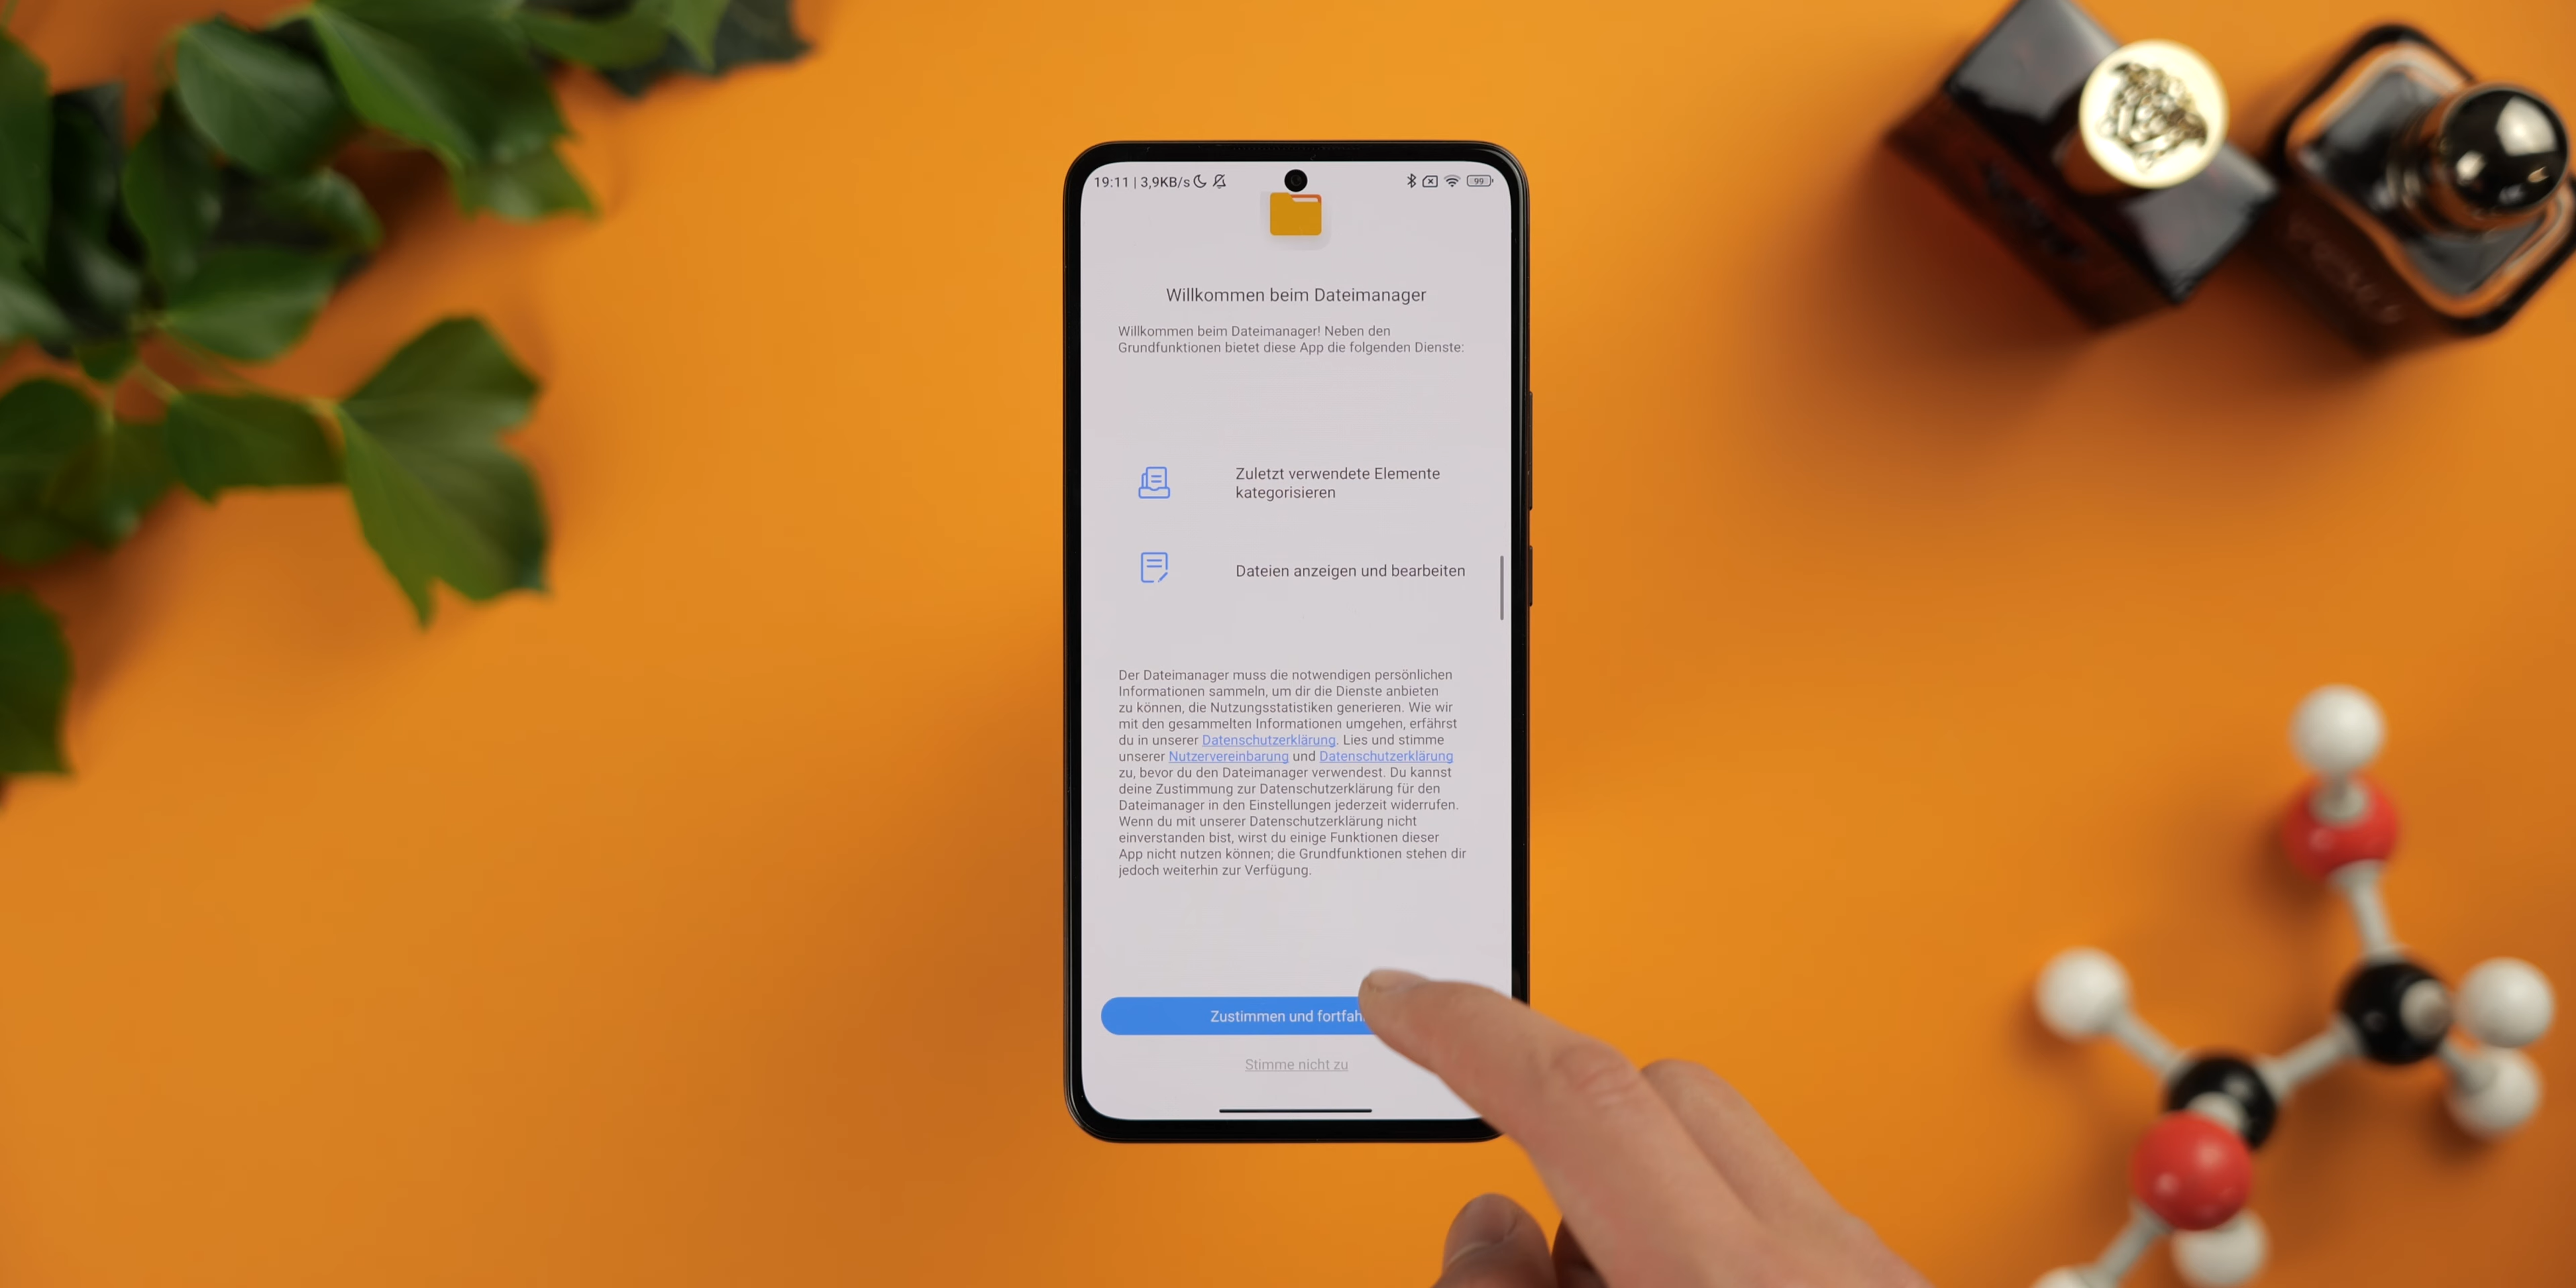 19:11 | 3,9KB/s
99
Willkommen beim Dateimanager
Willkommen beim Dateimanager! Neben den
Grundfunktionen bietet diese App die folgenden Dienste:
Zuletzt verwendete Elemente
kategorisieren
Dateien anzeigen und bearbeiten
Der Dateimanager muss die notwendigen persönlichen
Informationen sammeln, um dir die Dienste anbieten
zu können, die Nutzungsstatistiken generieren. Wie wir
mit den gesammelten Informationen umgehen, erfährst
du in unserer Datenschutzerklärung. Lies und stimme
unserer Nutzervereinbarung und Datenschutzerklärung
zu, bevor du den Dateimanager verwendest. Du kannst
deine Zustimmung zur Datenschutzerklärung für den
Dateimanager in den Einstellungen jederzeit widerrufen.
Wenn du mit unserer Datenschutzerklärung nicht
einverstanden bist, wirst du einige Funktionen dieser
App nicht nutzen können; die Grundfunktionen stehen dir
jedoch weiterhin zur Verfügung.
Zustimmen und fortfah
Stimme nicht zu